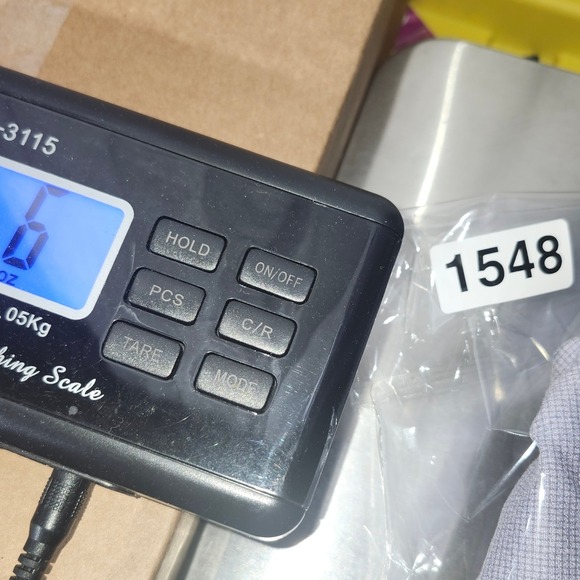 -3115
6
oz
.05Kg
hing Scale
HOLD
ON/OFF
PCS
C/R
TARE
MODE
1548